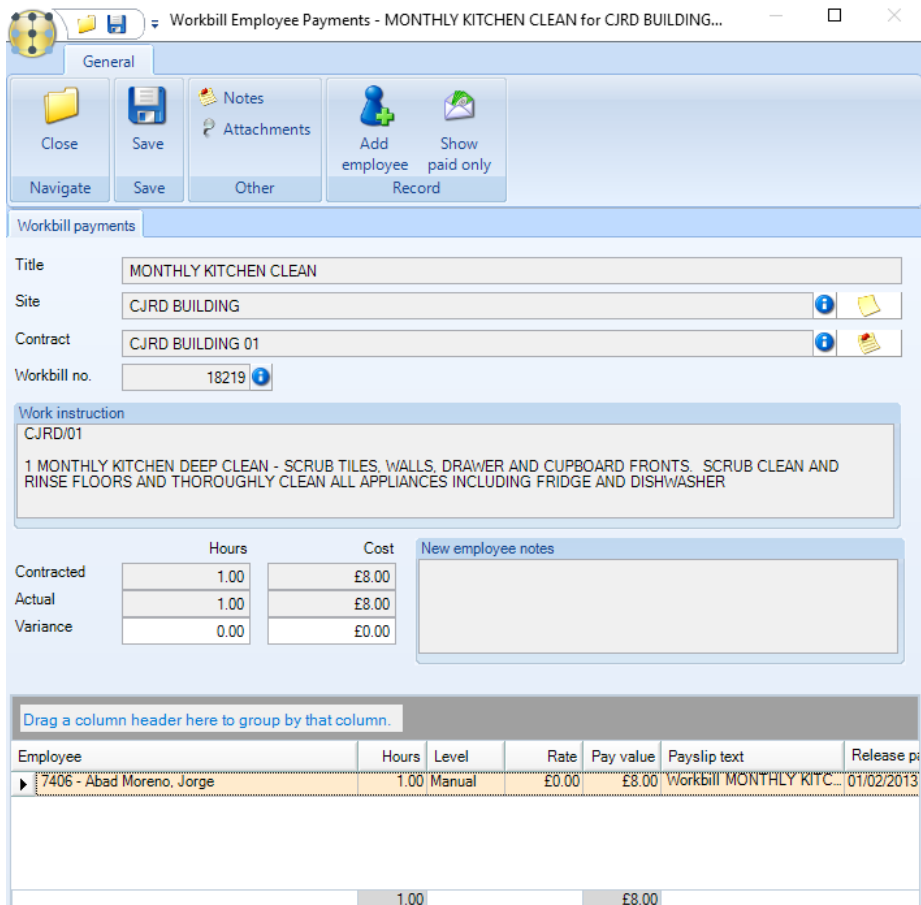 Workbill Employee Payments - MONTHLY KITCHEN CLEAN for CJRD BUILDING...
General
Close
Save
Notes
Attachments
Add employee
Show paid only
Navigate
Save
Other
Record
Workbill payments
Title
MONTHLY KITCHEN CLEAN
Site
CJRD BUILDING
Contract
CJRD BUILDING 01
Workbill no.
18219
Work instruction
CJRD/01
1 MONTHLY KITCHEN DEEP CLEAN - SCRUB TILES, WALLS, DRAWER AND CUPBOARD FRONTS. SCRUB CLEAN AND
RINSE FLOORS AND THOROUGHLY CLEAN ALL APPLIANCES INCLUDING FRIDGE AND DISHWASHER
Hours Cost
New employee notes
Contracted 1.00 £8.00
Actual 1.00 £8.00
Variance 0.00 £0.00
Drag a column header here to group by that column.
Employee Hours Level Rate Pay value Payslip text Release pa
7406 - Abad Moreno, Jorge 1.00 Manual £0.00 £8.00 Workbill MONTHLY KITC... 01/02/2013
1.00 £8.00